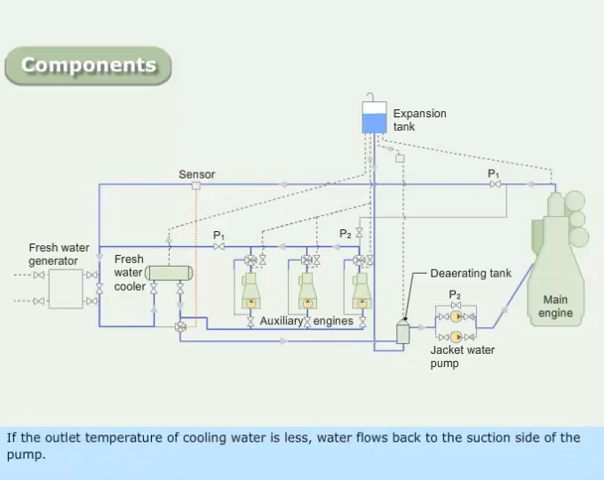 Components
Expansion
tank
Sensor
P1
Fresh water
generator
Fresh
water
cooler
P1
P2
Deaerating tank
P2
Main
engine
Auxiliary engines
Jacket water
pump
If the outlet temperature of cooling water is less, water flows back to the suction side of the
pump.